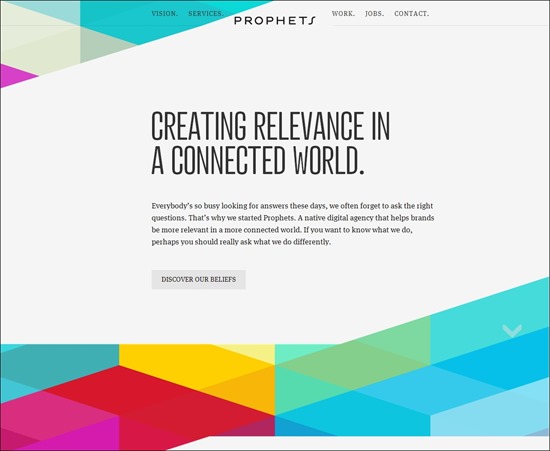 VISION. SERVICES. PROPHETS WORK. JOBS. CONTACT.
CREATING RELEVANCE IN
A CONNECTED WORLD.
Everybody's so busy looking for answers these days, we often forget to ask the right
questions. That's why we started Prophets. A native digital agency that helps brands
be more relevant in a more connected world. If you want to know what we do,
perhaps you should really ask what we do differently.
DISCOVER OUR BELIEFS